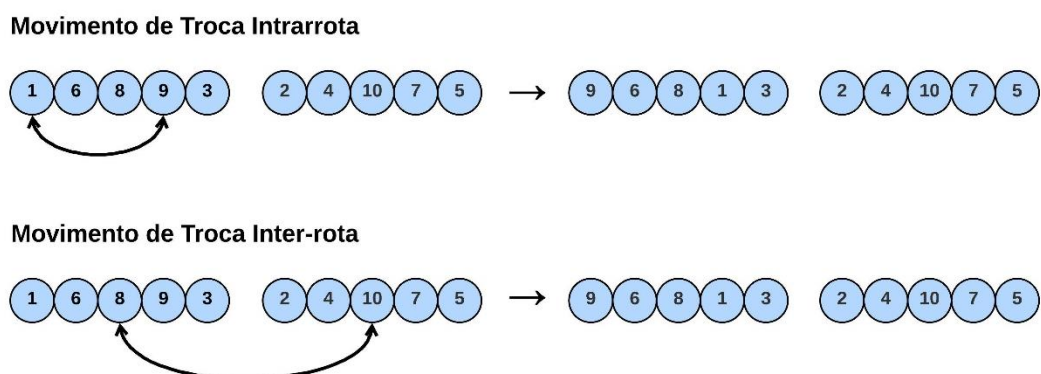 Movimento de Troca Intrarrota
1 6 8 9 3 2 4 10 7 5 → 9 6 8 1 3 2 4 10 7 5
Movimento de Troca Inter-rota
1 6 8 9 3 2 4 10 7 5 → 9 6 8 1 3 2 4 10 7 5